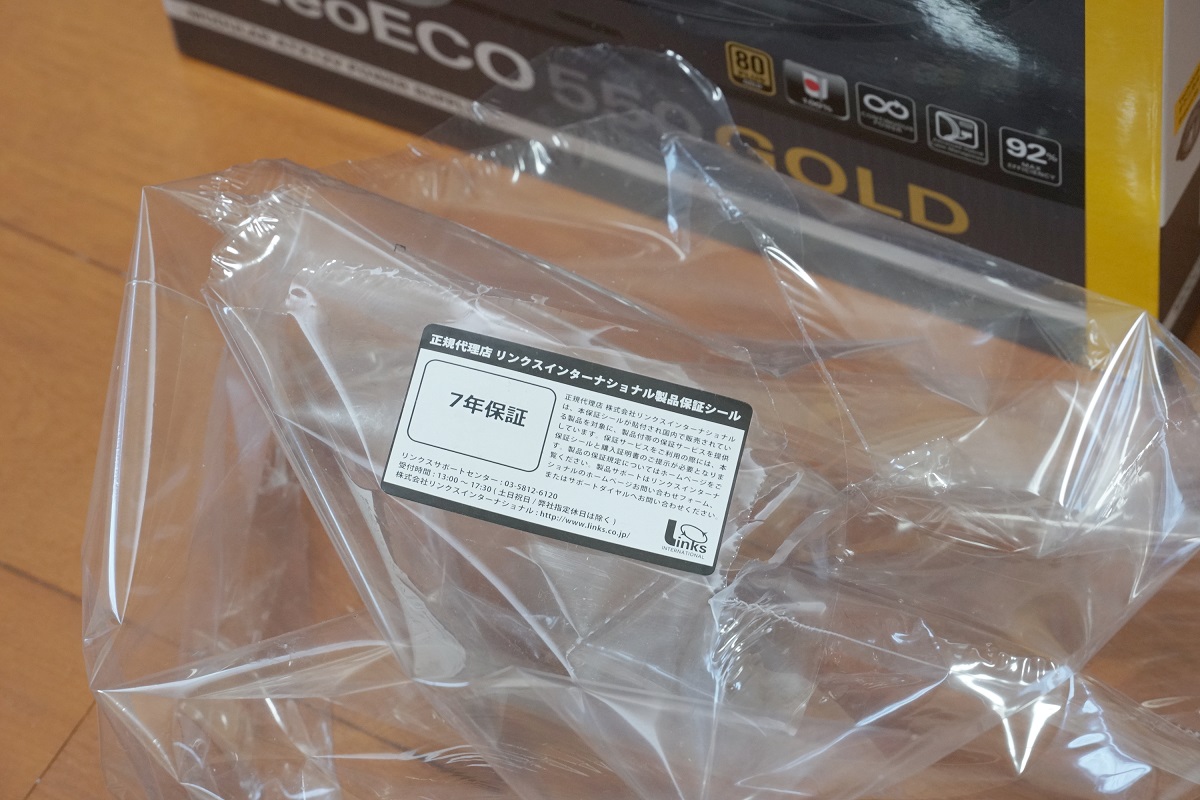 neoECO 550
GOLD
80
PLUS
100%
92%
MAX
EFFICIENCY
正規代理店 リンクスインターナショナル製品保証シール
7年保証
正規代理店 株式会社リンクスインターナショナル
は、本保証シールが貼付され国内で販売されてい
る製品を対象に、製品付帯の保証サービスを提供
しています。保証サービスをご利用の際には、本
保証シールと購入証明書のご提示が必要となりま
す。製品の保証規定についてはホームページをご
覧ください。製品サポートはリンクスインターナ
ショナルのホームページお問い合わせフォーム、
またはサポートダイヤルへお問い合わせください。
リンクスサポートセンター : 03-5812-6120
受付時間 : 13:00 〜 17:30 ( 土日祝日 / 弊社指定休日は除く )
株式会社リンクスインターナショナル : http://www.links.co.jp/
Links
INTERNATIONAL